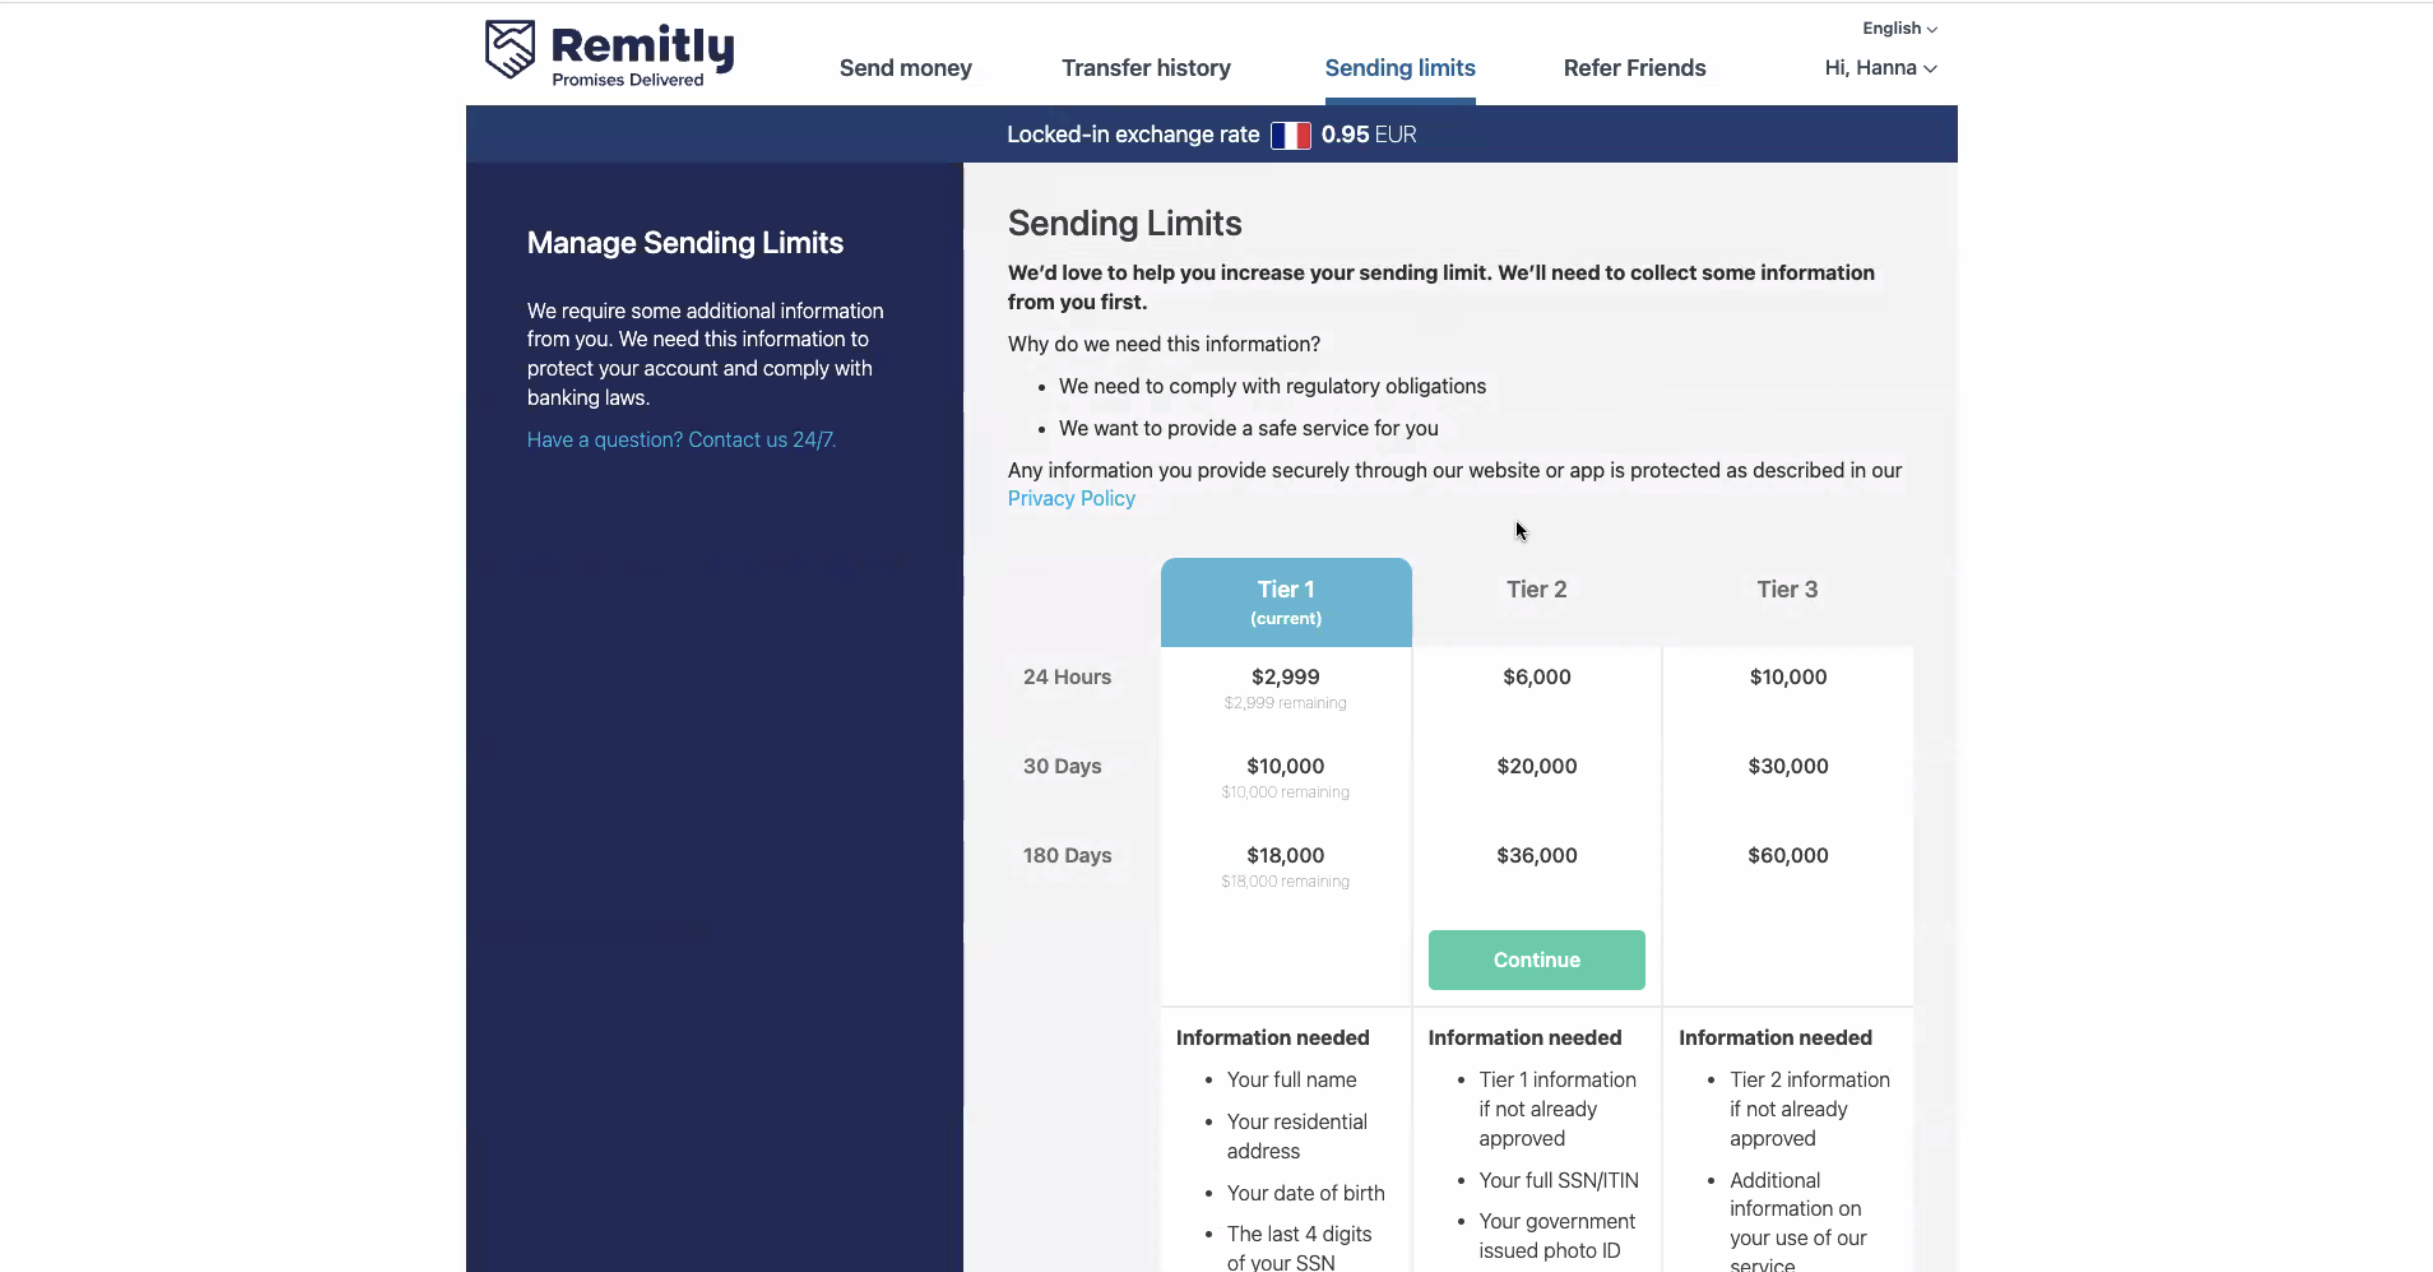 Remitly
Promises Delivered
English
Send money
Transfer history
Sending limits
Refer Friends
Hi, Hanna
Locked-in exchange rate 0.95 EUR
Manage Sending Limits
We require some additional information
from you. We need this information to
protect your account and comply with
banking laws.
Have a question? Contact us 24/7.
Sending Limits
We'd love to help you increase your sending limit. We'll need to collect some information
from you first.
Why do we need this information?
• We need to comply with regulatory obligations
• We want to provide a safe service for you
Any information you provide securely through our website or app is protected as described in our
Privacy Policy
Tier 1
(current)
Tier 2
Tier 3
24 Hours
$2,999
$2,999 remaining
$6,000
$10,000
30 Days
$10,000
$10,000 remaining
$20,000
$30,000
180 Days
$18,000
$18,000 remaining
$36,000
$60,000
Continue
Information needed
• Your full name
• Your residential
address
• Your date of birth
• The last 4 digits
of your SSN
Information needed
• Tier 1 information
if not already
approved
• Your full SSN/ITIN
• Your government
issued photo ID
Information needed
• Tier 2 information
if not already
approved
• Additional
information on
your use of our
service